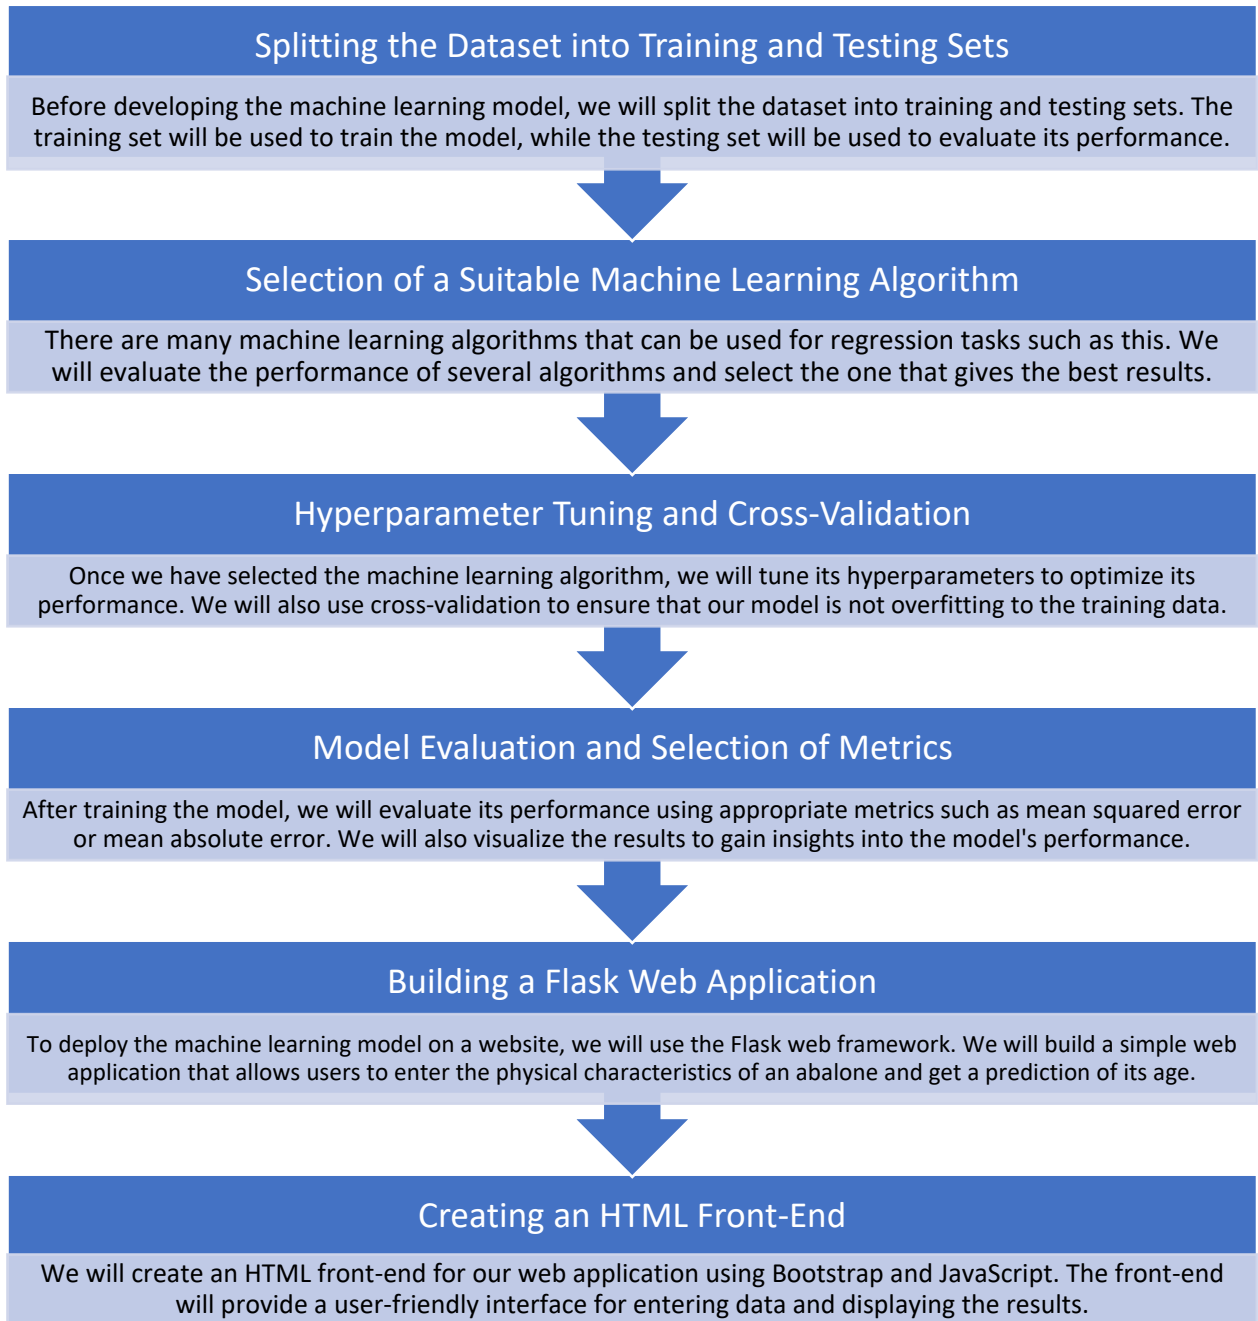 Splitting the Dataset into Training and Testing Sets
Before developing the machine learning model, we will split the dataset into training and testing sets. The
training set will be used to train the model, while the testing set will be used to evaluate its performance.
Selection of a Suitable Machine Learning Algorithm
There are many machine learning algorithms that can be used for regression tasks such as this. We
will evaluate the performance of several algorithms and select the one that gives the best results.
Hyperparameter Tuning and Cross-Validation
Once we have selected the machine learning algorithm, we will tune its hyperparameters to optimize its
performance. We will also use cross-validation to ensure that our model is not overfitting to the training data.
Model Evaluation and Selection of Metrics
After training the model, we will evaluate its performance using appropriate metrics such as mean squared error
or mean absolute error. We will also visualize the results to gain insights into the model's performance.
Building a Flask Web Application
To deploy the machine learning model on a website, we will use the Flask web framework. We will build a simple web
application that allows users to enter the physical characteristics of an abalone and get a prediction of its age.
Creating an HTML Front-End
We will create an HTML front-end for our web application using Bootstrap and JavaScript. The front-end
will provide a user-friendly interface for entering data and displaying the results.